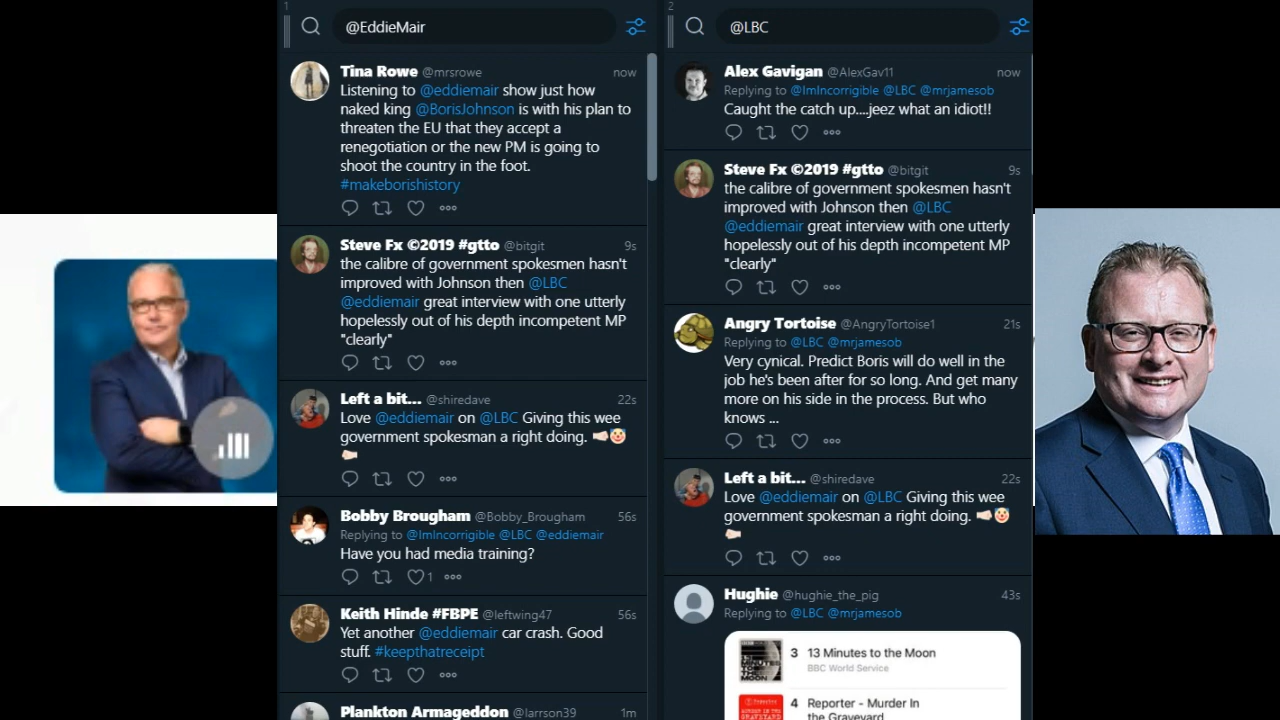 1
@EddieMair
Tina Rowe @mrsrowe now
Listening to @eddiemair show just how
naked king @BorisJohnson is with his plan to
threaten the EU that they accept a
renegotiation or the new PM is going to
shoot the country in the foot.
#makeborishistory
Steve Fx ©2019 #gtto @bitgit 9s
the calibre of government spokesmen hasn't
improved with Johnson then @LBC
@eddiemair great interview with one utterly
hopelessly out of his depth incompetent MP
"clearly"
Left a bit... @shiredave 22s
Love @eddiemair on @LBC Giving this wee
government spokesman a right doing. 🤜🏻🤡
🤛🏻
Bobby Brougham @Bobby_Brougham 56s
Replying to @ImIncorrigible @LBC @eddiemair
Have you had media training?
1
Keith Hinde #FBPE @leftwing47 56s
Yet another @eddiemair car crash. Good
stuff. #keepthatreceipt
Plankton Armageddon @larrson39 1m
2
@LBC
Alex Gavigan @AlexGav11 now
Replying to @ImIncorrigible @LBC @mrjamesob
Caught the catch up....jeez what an idiot!!
Steve Fx ©2019 #gtto @bitgit 9s
the calibre of government spokesmen hasn't
improved with Johnson then @LBC
@eddiemair great interview with one utterly
hopelessly out of his depth incompetent MP
"clearly"
Angry Tortoise @AngryTortoise1 21s
Replying to @LBC @mrjamesob
Very cynical. Predict Boris will do well in the
job he's been after for so long. And get many
more on his side in the process. But who
knows ...
Left a bit... @shiredave 22s
Love @eddiemair on @LBC Giving this wee
government spokesman a right doing. 🤜🏻🤡
🤛🏻
Hughie @hughie_the_pig 43s
Replying to @LBC @mrjamesob
13 MINUTES TO THE MOON
3 13 Minutes to the Moon
BBC World Service
4 Reporter - Murder In
the Graveyard